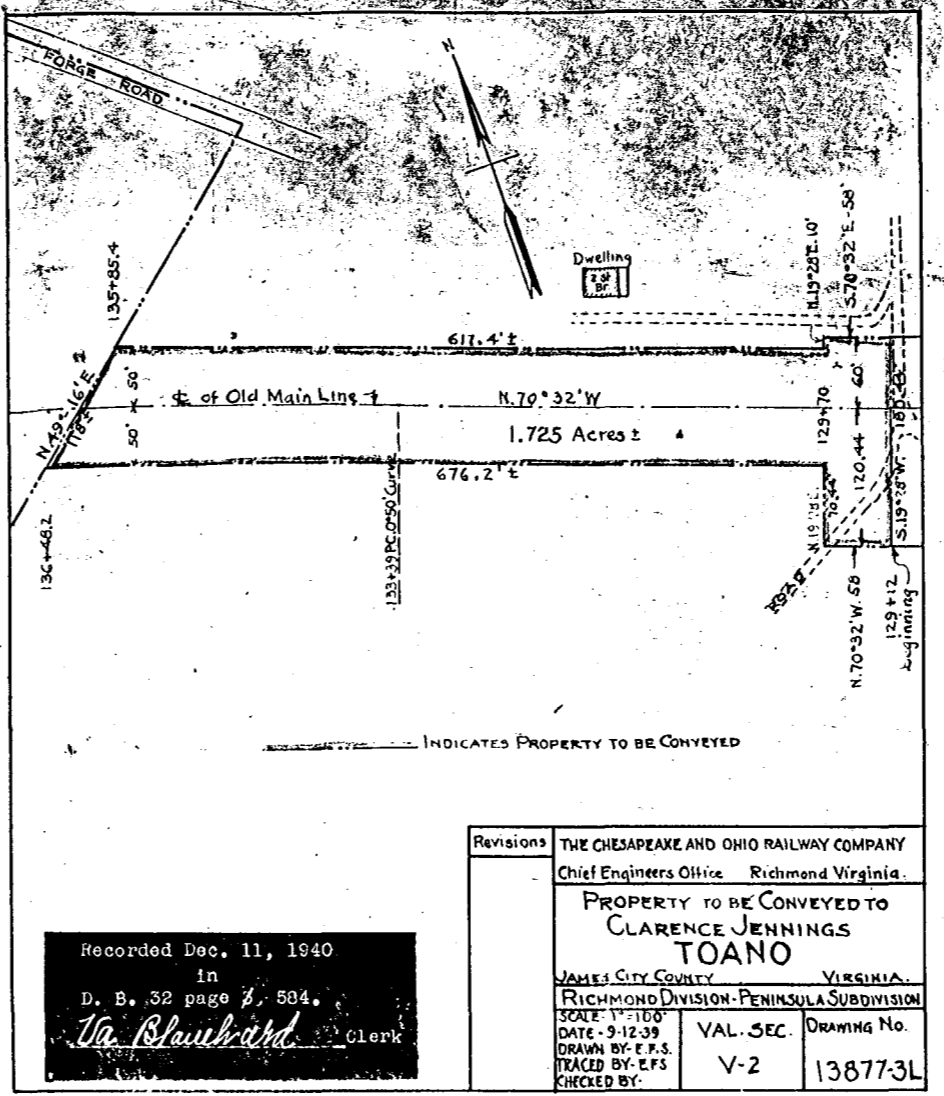 FORGE ROAD
N
135+85.4
N.49°-16'E
118'±
Dwelling
2 St
Br.
N.19°28'E.10'
S.70°32'E-58'
617.4'±
50'
50'
℄ of Old Main Line
N.70°32'W
1.725 Acres ±
129+70
60'
120.44
S.19°28'W.
676.2'±
133+39 P.C. 0°50' Curve
70.44'
136+48.2
N.70°32'W.58
129+12
beginning
INDICATES PROPERTY TO BE CONVEYED
Revisions
THE CHESAPEAKE AND OHIO RAILWAY COMPANY
Chief Engineers Office Richmond Virginia.
PROPERTY TO BE CONVEYED TO
CLARENCE JENNINGS
TOANO
JAMES CITY COUNTY VIRGINIA.
RICHMOND DIVISION-PENINSULA SUBDIVISION
SCALE-1"=100'
DATE-9-12-39
DRAWN BY-E.F.S.
TRACED BY-EFS
CHECKED BY-
VAL. SEC.
V-2
DRAWING No.
13877-3L
Recorded Dec. 11, 1940
in
D. B. 32 page 584.
Va Blanchard Clerk